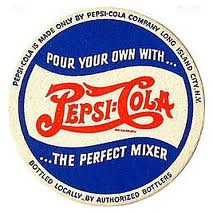 PEPSI-COLA IS MADE ONLY BY PEPSI-COLA COMPANY LONG ISLAND CITY, N.Y.
POUR YOUR OWN WITH...
PEPSI:COLA
...THE PERFECT MIXER
BOTTLED LOCALLY BY AUTHORIZED BOTTLERS